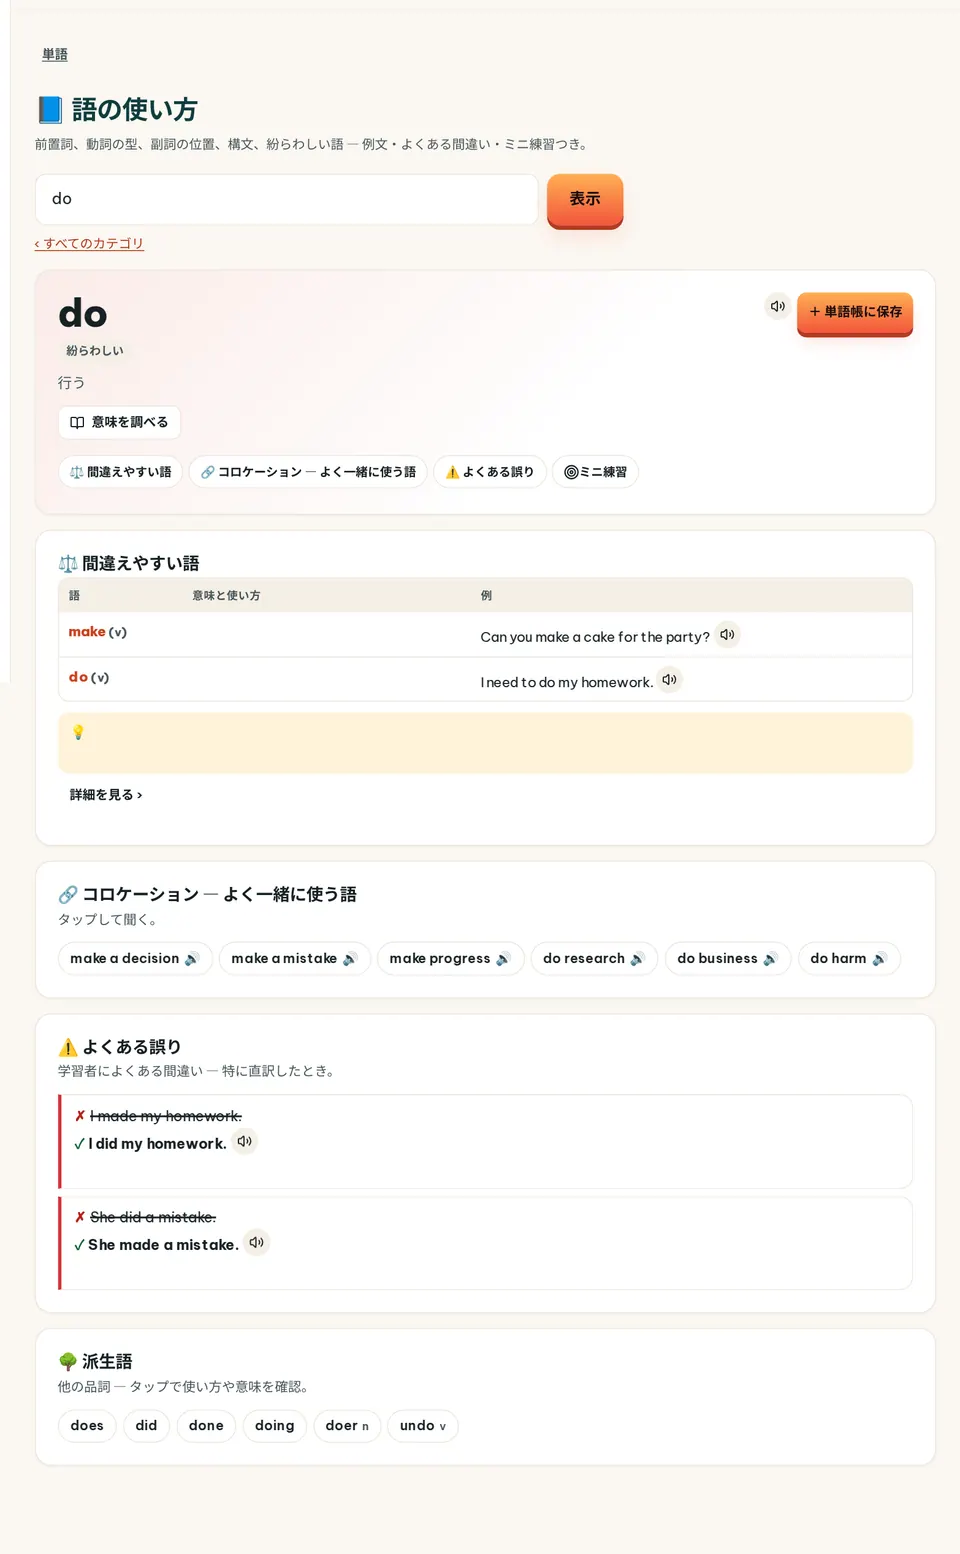 単語
📘 語の使い方
前置詞、動詞の型、副詞の位置、構文、紛らわしい語 — 例文・よくある間違い・ミニ練習つき。
do
表示
‹ すべてのカテゴリ
do
＋ 単語帳に保存
紛らわしい
行う
意味を調べる
⚖️ 間違えやすい語
🔗 コロケーション — よく一緒に使う語
⚠️ よくある誤り
ミニ練習
⚖️ 間違えやすい語
語 意味と使い方 例
make (v) Can you make a cake for the party?
do (v) I need to do my homework.
💡
詳細を見る ›
🔗 コロケーション — よく一緒に使う語
タップして聞く。
make a decision 🔊 make a mistake 🔊 make progress 🔊 do research 🔊 do business 🔊 do harm 🔊
⚠️ よくある誤り
学習者によくある間違い — 特に直訳したとき。
✗ I made my homework.
✓ I did my homework.
✗ She did a mistake.
✓ She made a mistake.
🌳 派生語
他の品詞 — タップで使い方や意味を確認。
does did done doing doer n undo v